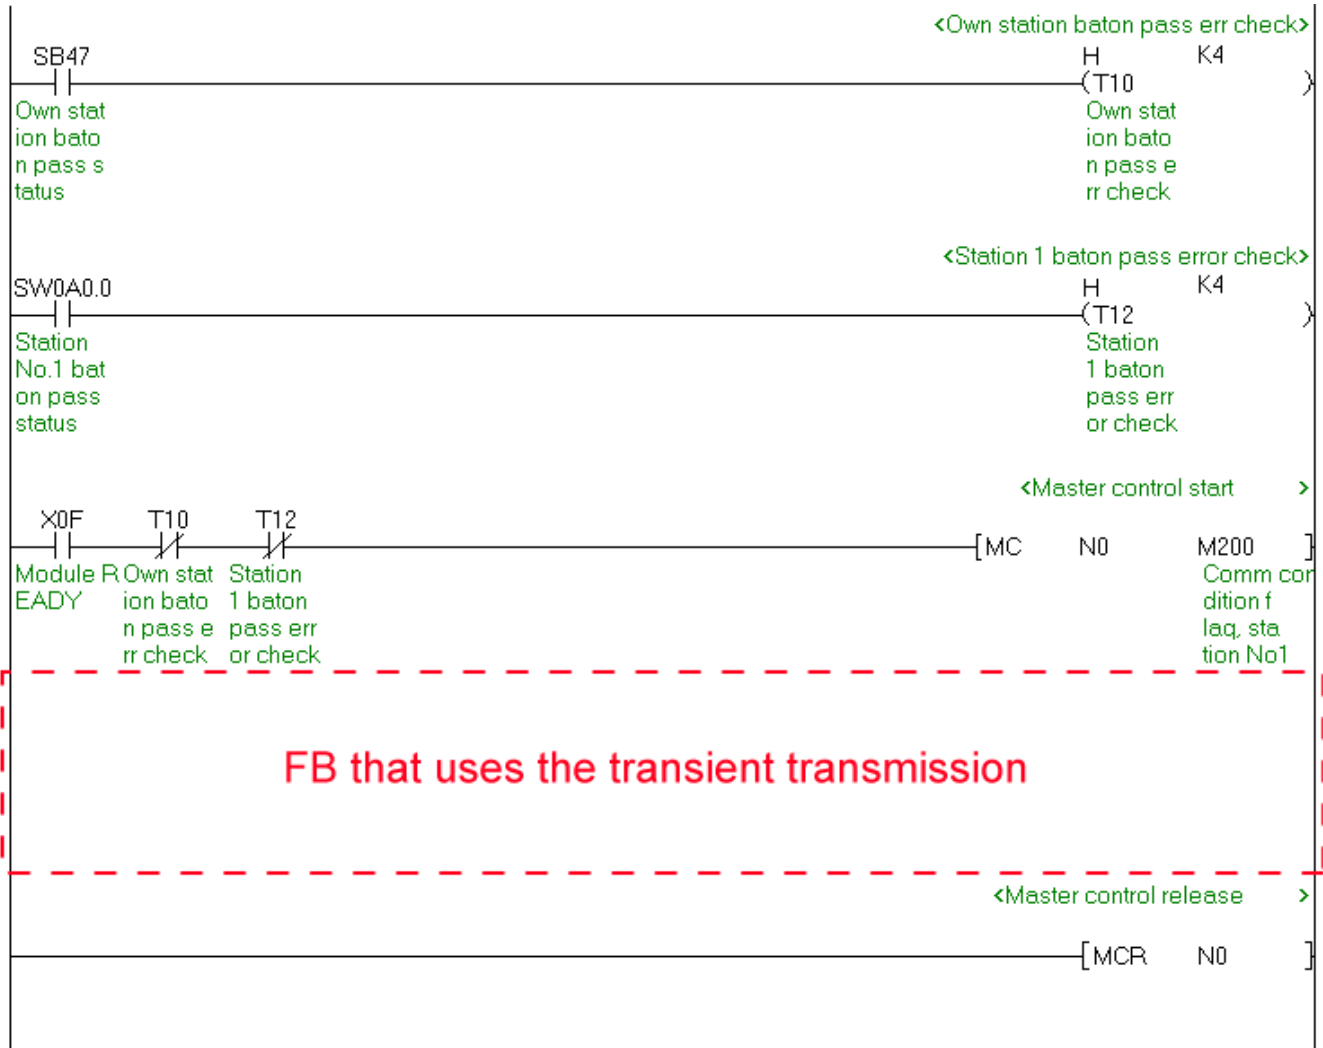 <Own station baton pass err check>
SB47
H K4
(T10 )
Own stat
ion bato
n pass s
tatus
Own stat
ion bato
n pass e
rr check
<Station 1 baton pass error check>
SW0A0.0
H K4
(T12 )
Station
No.1 bat
on pass
status
Station
1 baton
pass err
or check
<Master control start >
X0F T10 T12
[MC N0 M200 ]
Module R
EADY
Own stat
ion bato
n pass e
rr check
Station
1 baton
pass err
or check
Comm con
dition f
laq, sta
tion No1
FB that uses the transient transmission
<Master control release >
[MCR N0 ]